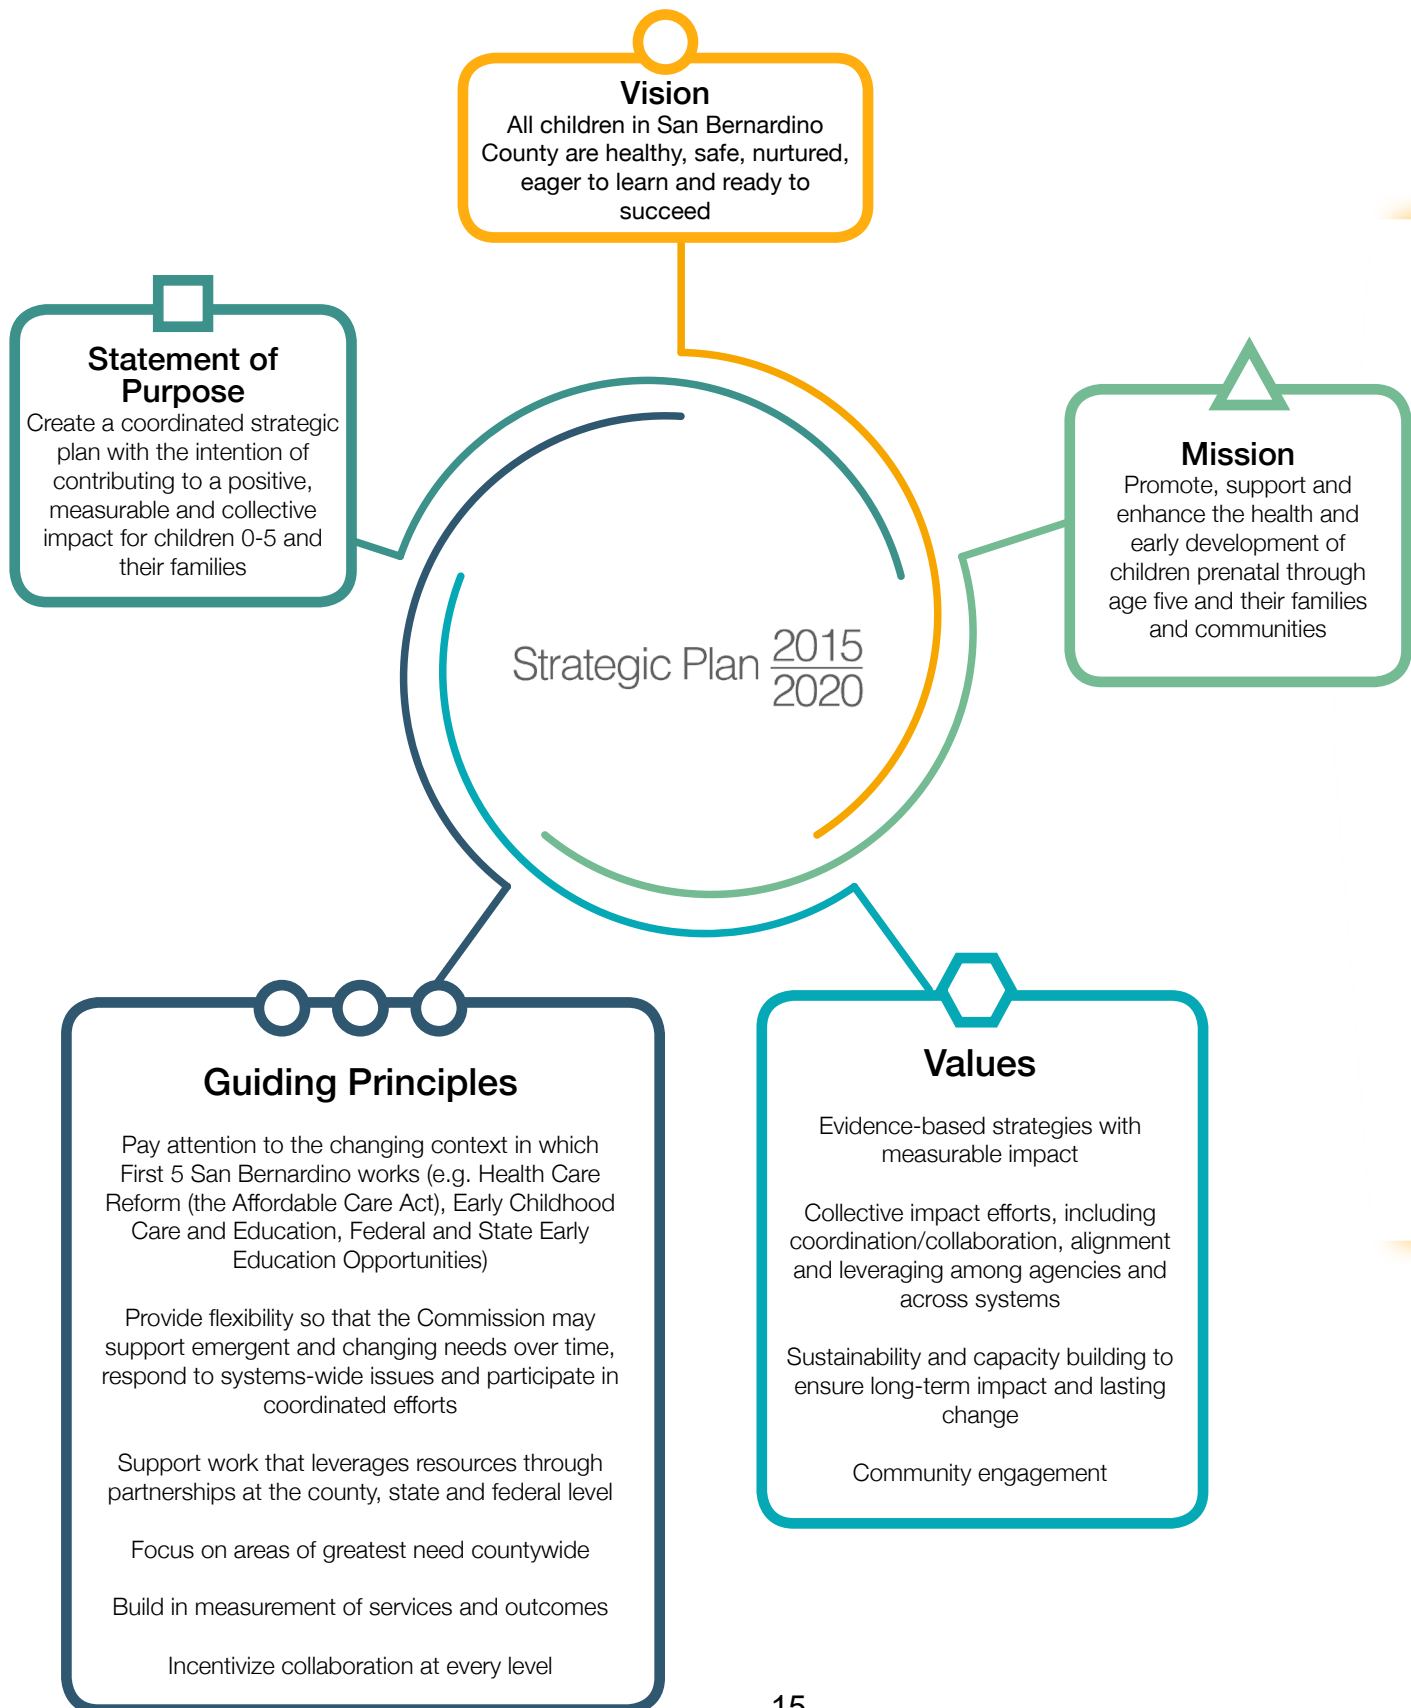 Vision
All children in San Bernardino
County are healthy, safe, nurtured,
eager to learn and ready to
succeed
Statement of
Purpose
Create a coordinated strategic
plan with the intention of
contributing to a positive,
measurable and collective
impact for children 0-5 and
their families
Mission
Promote, support and
enhance the health and
early development of
children prenatal through
age five and their families
and communities
Strategic Plan 2015
2020
Guiding Principles
Pay attention to the changing context in which
First 5 San Bernardino works (e.g. Health Care
Reform (the Affordable Care Act), Early Childhood
Care and Education, Federal and State Early
Education Opportunities)
Provide flexibility so that the Commission may
support emergent and changing needs over time,
respond to systems-wide issues and participate in
coordinated efforts
Support work that leverages resources through
partnerships at the county, state and federal level
Focus on areas of greatest need countywide
Build in measurement of services and outcomes
Incentivize collaboration at every level
Values
Evidence-based strategies with
measurable impact
Collective impact efforts, including
coordination/collaboration, alignment
and leveraging among agencies and
across systems
Sustainability and capacity building to
ensure long-term impact and lasting
change
Community engagement
15